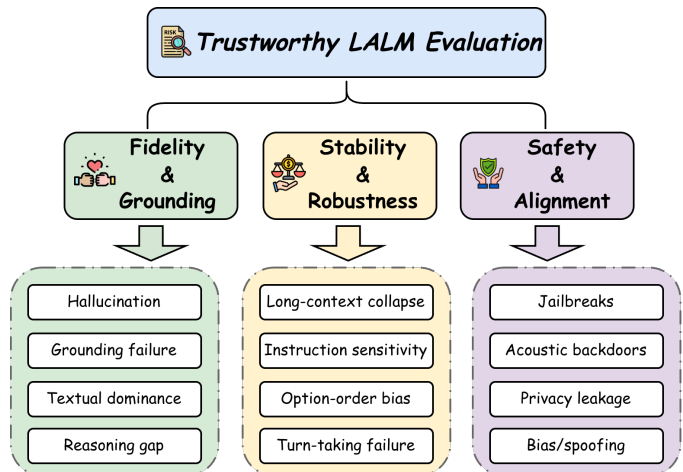 RISK
Trustworthy LALM Evaluation
Fidelity
&
Grounding
Stability
&
Robustness
Safety
&
Alignment
Hallucination
Grounding failure
Textual dominance
Reasoning gap
Long-context collapse
Instruction sensitivity
Option-order bias
Turn-taking failure
Jailbreaks
Acoustic backdoors
Privacy leakage
Bias/spoofing